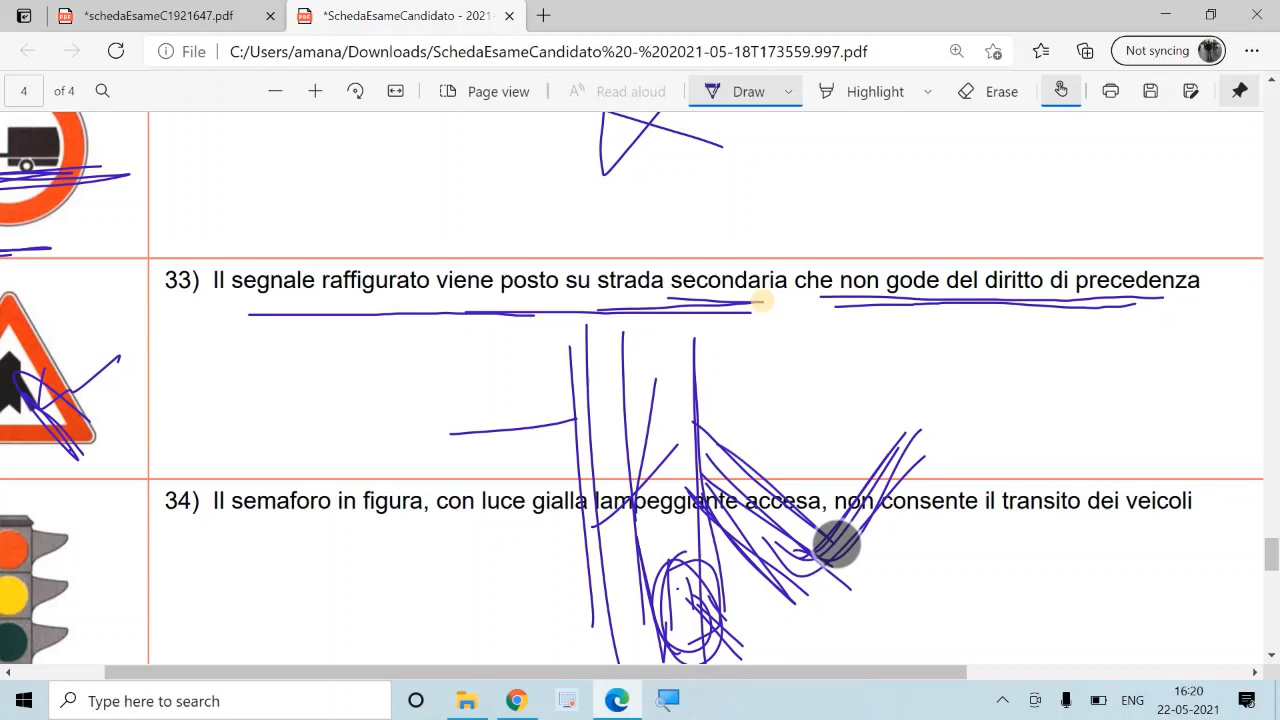 *schedaEsameC1921647.pdf
*SchedaEsameCandidato - 2021-
File
C:/Users/amana/Downloads/SchedaEsameCandidato%20-%202021-05-18T173559.997.pdf
Not syncing
4 of 4
Page view
Read aloud
Draw
Highlight
Erase
33) Il segnale raffigurato viene posto su strada secondaria che non gode del diritto di precedenza
34) Il semaforo in figura, con luce gialla lampeggiante accesa, non consente il transito dei veicoli
Type here to search
ENG
16:20
22-05-2021